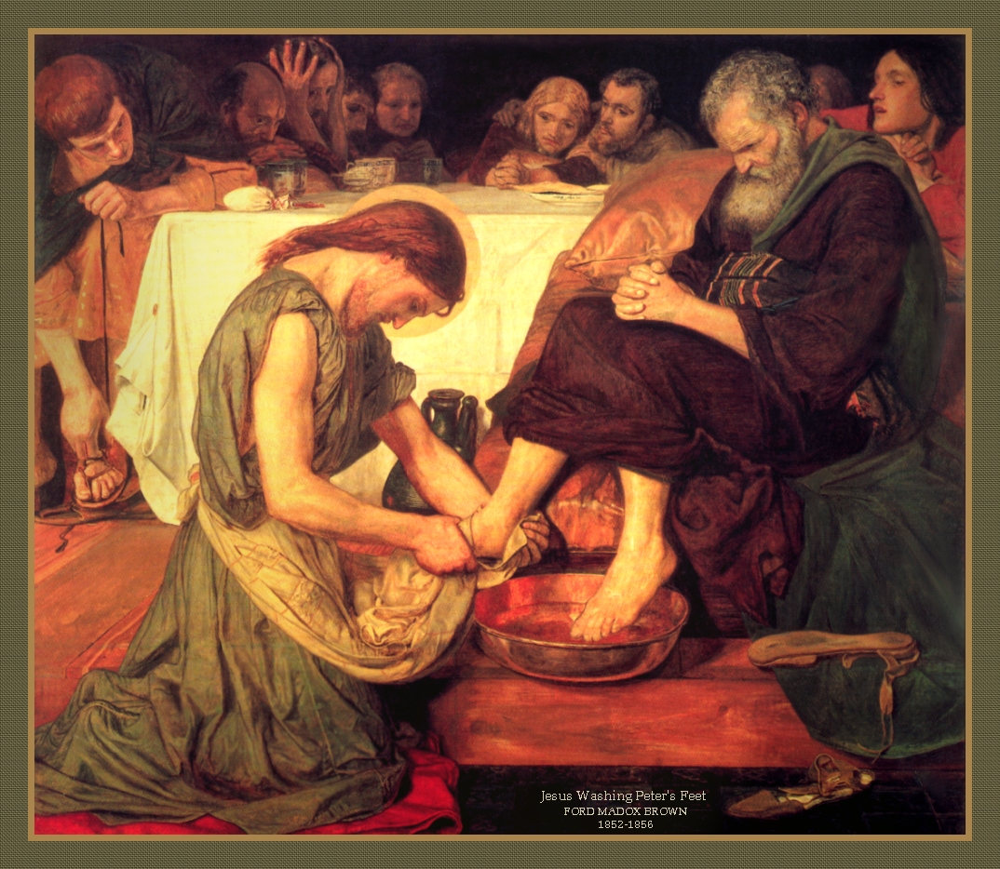 Jesus Washing Peter's Feet
FORD MADOX BROWN
1852-1856